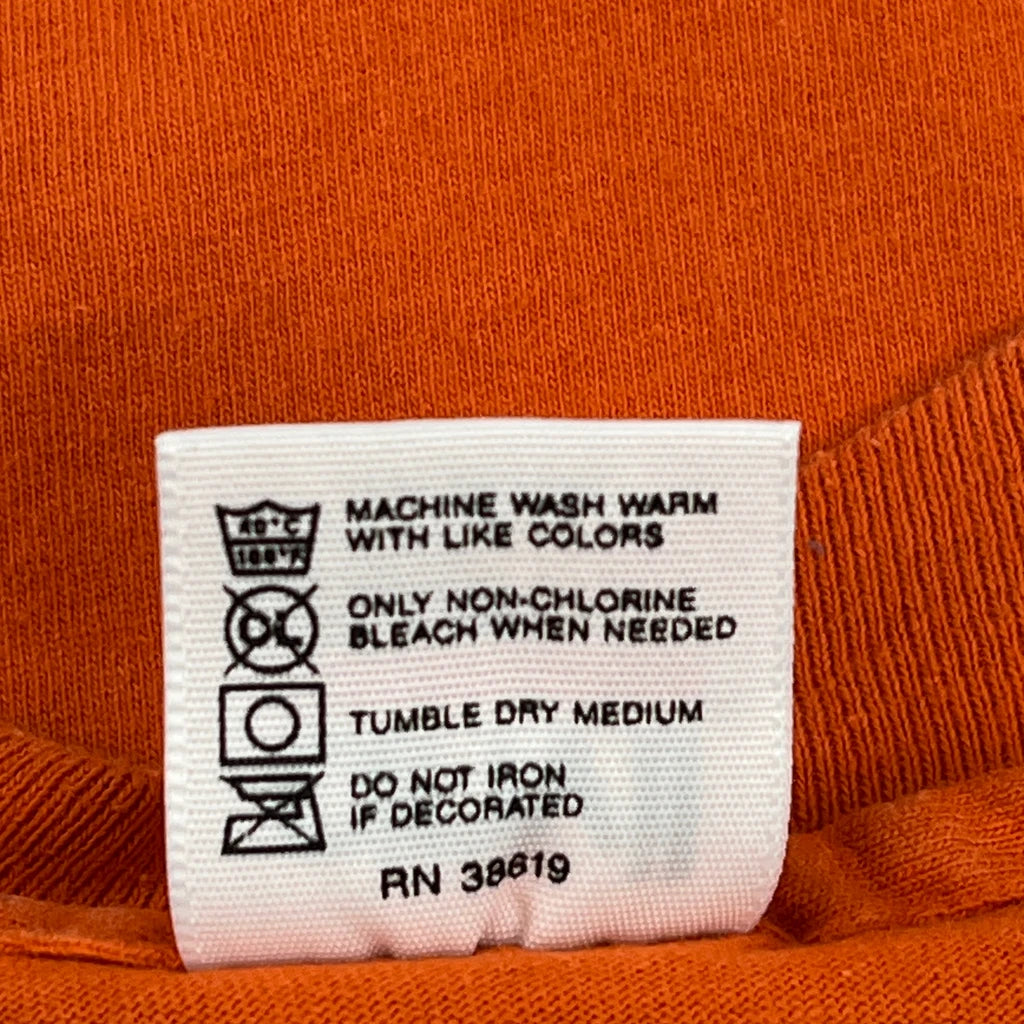 40°C
MACHINE WASH WARM
WITH LIKE COLORS
CL
ONLY NON-CHLORINE
BLEACH WHEN NEEDED
TUMBLE DRY MEDIUM
DO NOT IRON
IF DECORATED
RN 38619